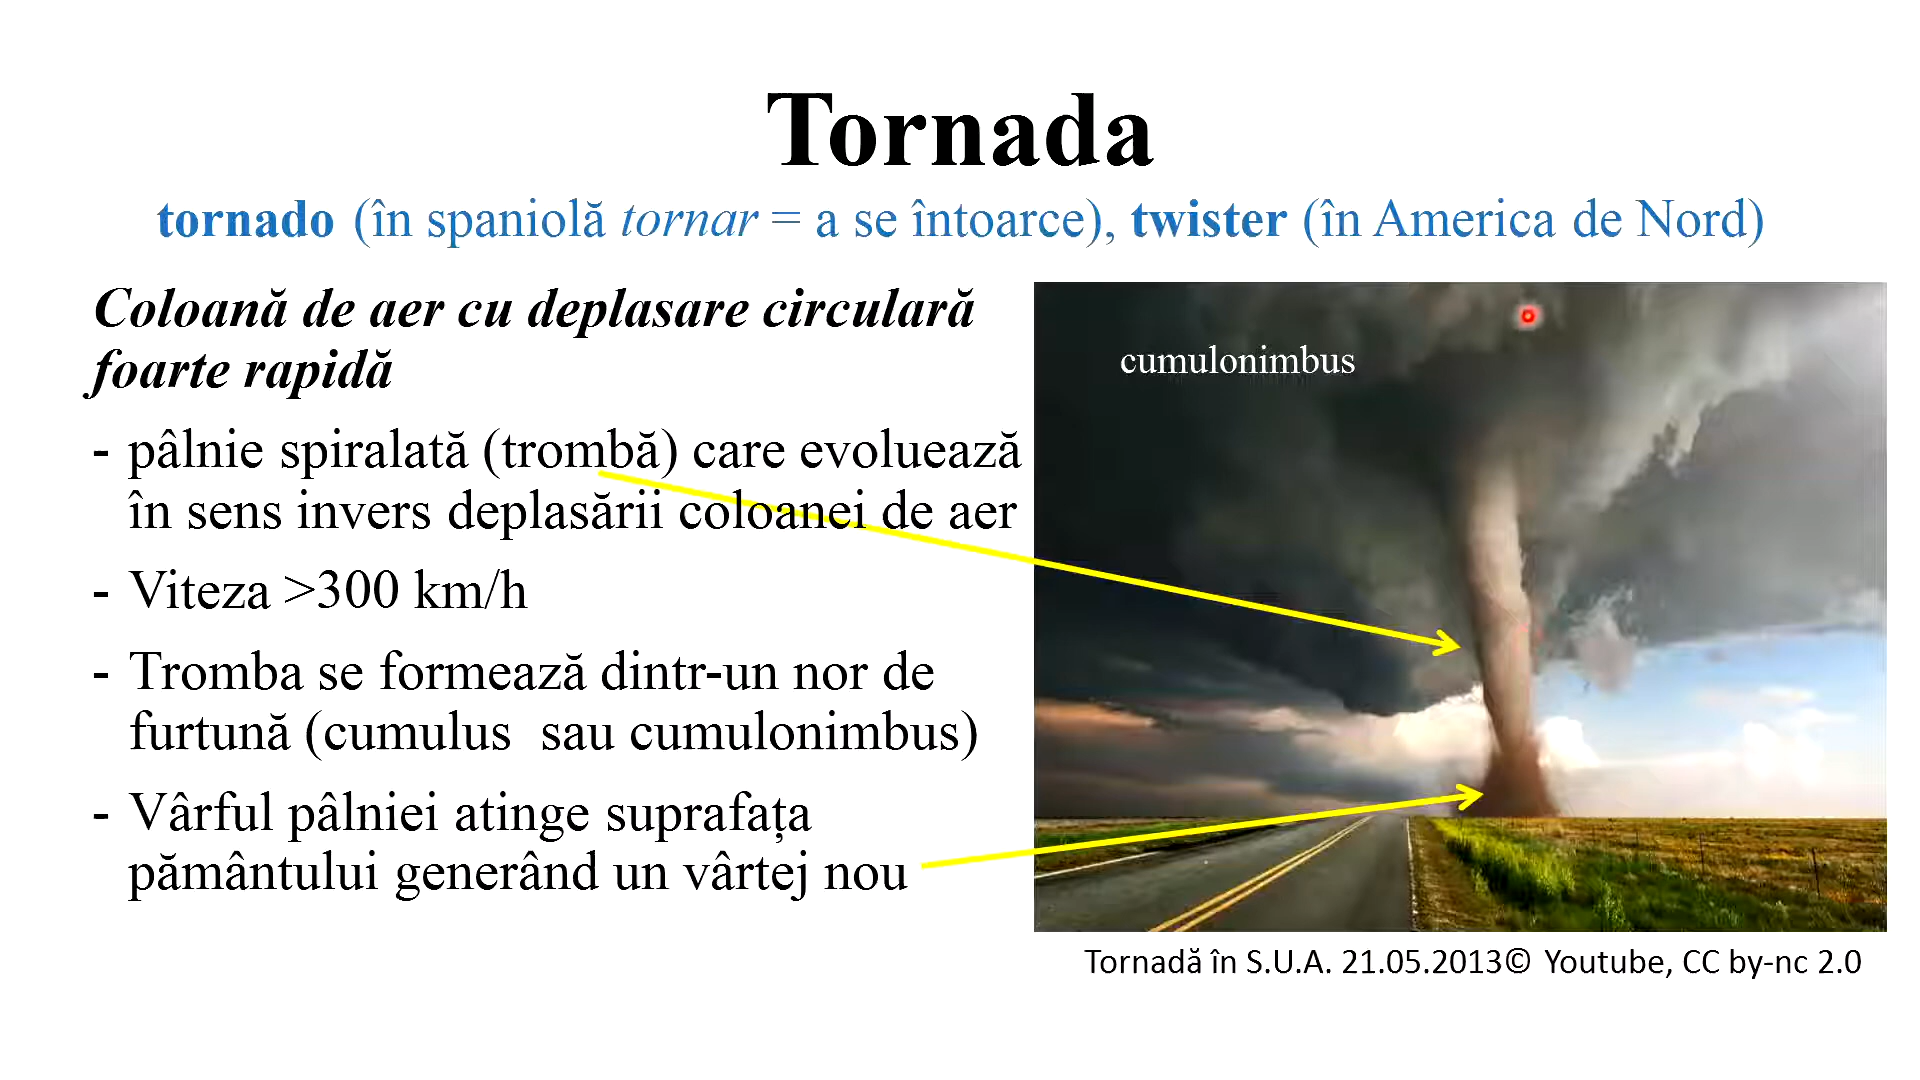 Tornada
tornado (în spaniolă tornar = a se întoarce), twister (în America de Nord)
Coloană de aer cu deplasare circulară
foarte rapidă
- pâlnie spiralată (trombă) care evoluează
în sens invers deplasării coloanei de aer
- Viteza >300 km/h
- Tromba se formează dintr-un nor de
furtună (cumulus  sau cumulonimbus)
- Vârful pâlniei atinge suprafața
pământului generând un vârtej nou
cumulonimbus
Tornadă în S.U.A. 21.05.2013© Youtube, CC by-nc 2.0